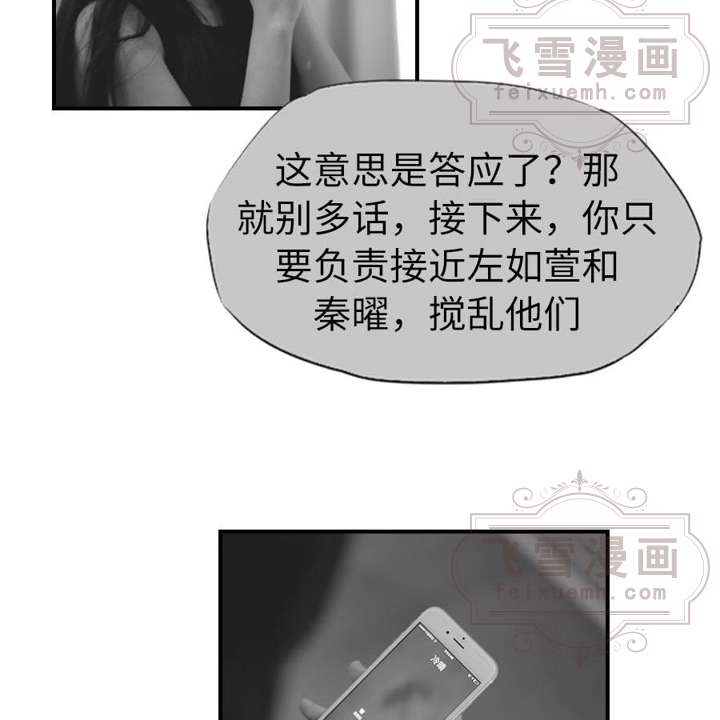 飞雪漫画
feixuemh.com
这意思是答应了？那
就别多话，接下来，你只
要负责接近左如萱和
秦曜，搅乱他们
飞雪漫画
feixuemh.com
冷晴